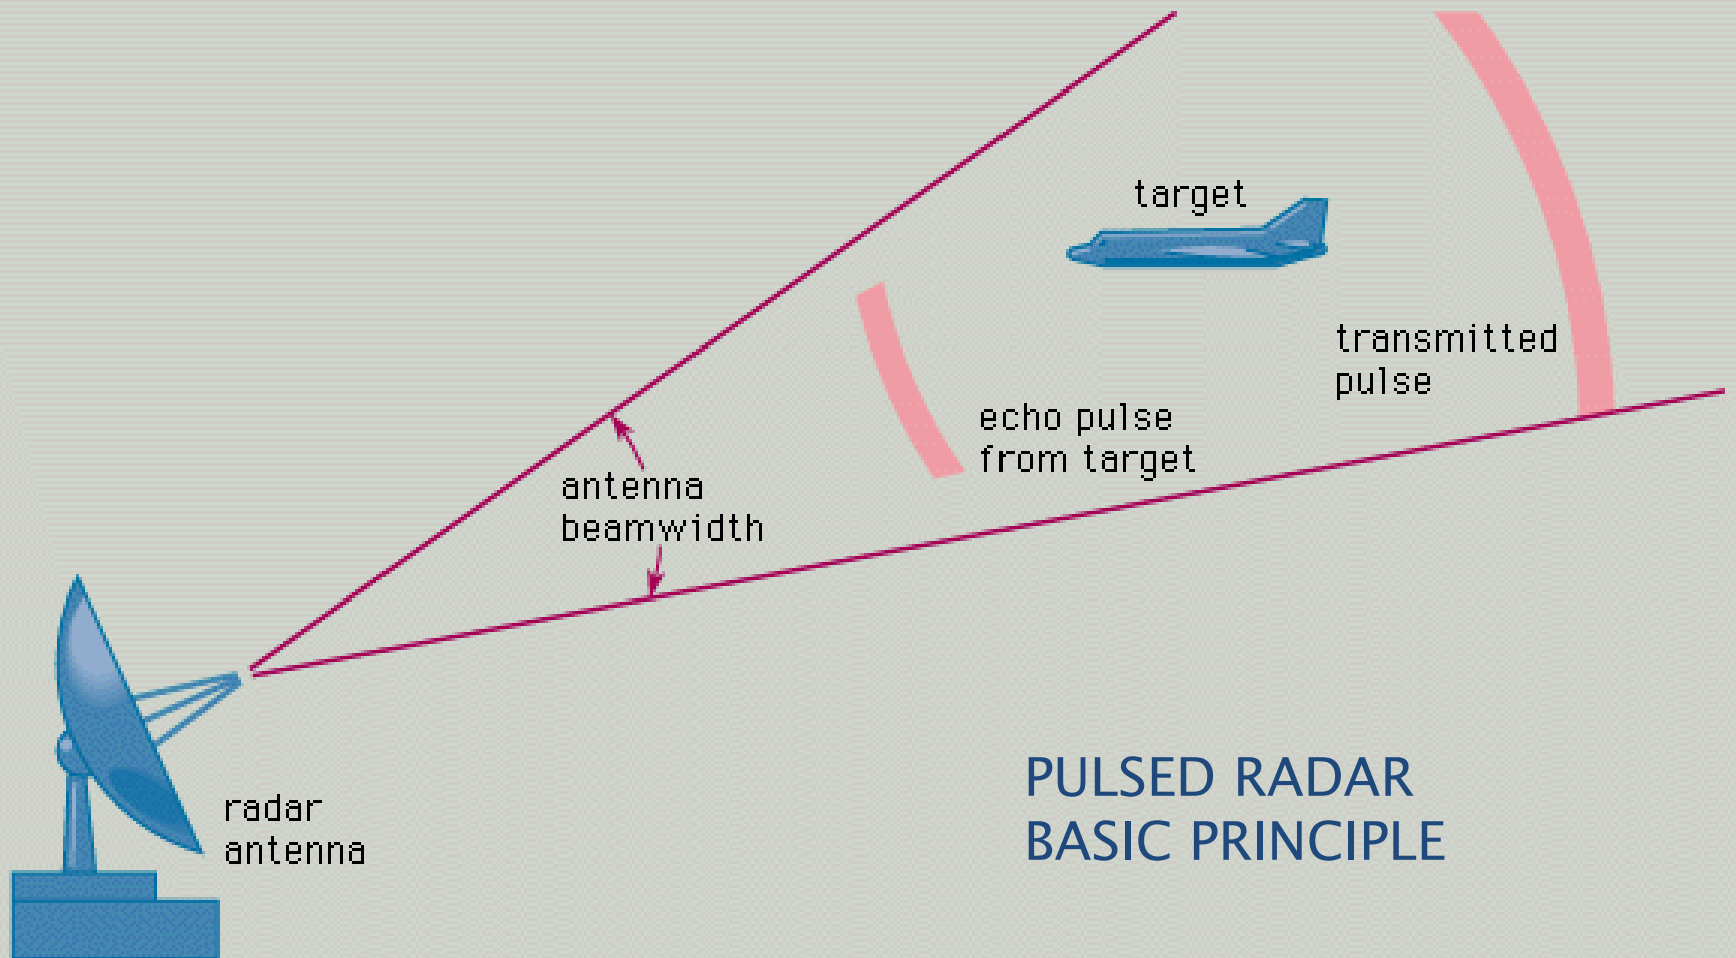 target
transmitted
pulse
echo pulse
from target
antenna
beamwidth
radar
antenna
PULSED RADAR
BASIC PRINCIPLE